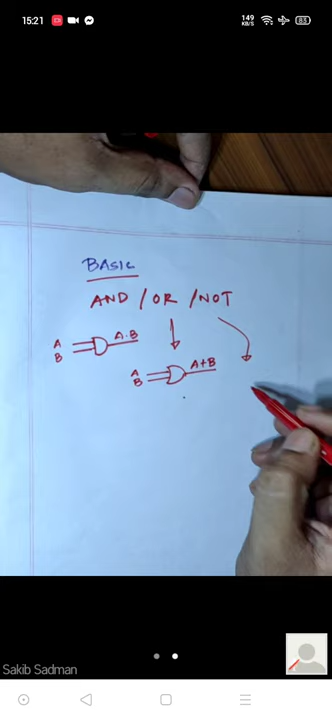 15:21
149
KB/S
83
BASIC
AND / OR / NOT
A
B
A·B
A
B
A+B
Sakib Sadman